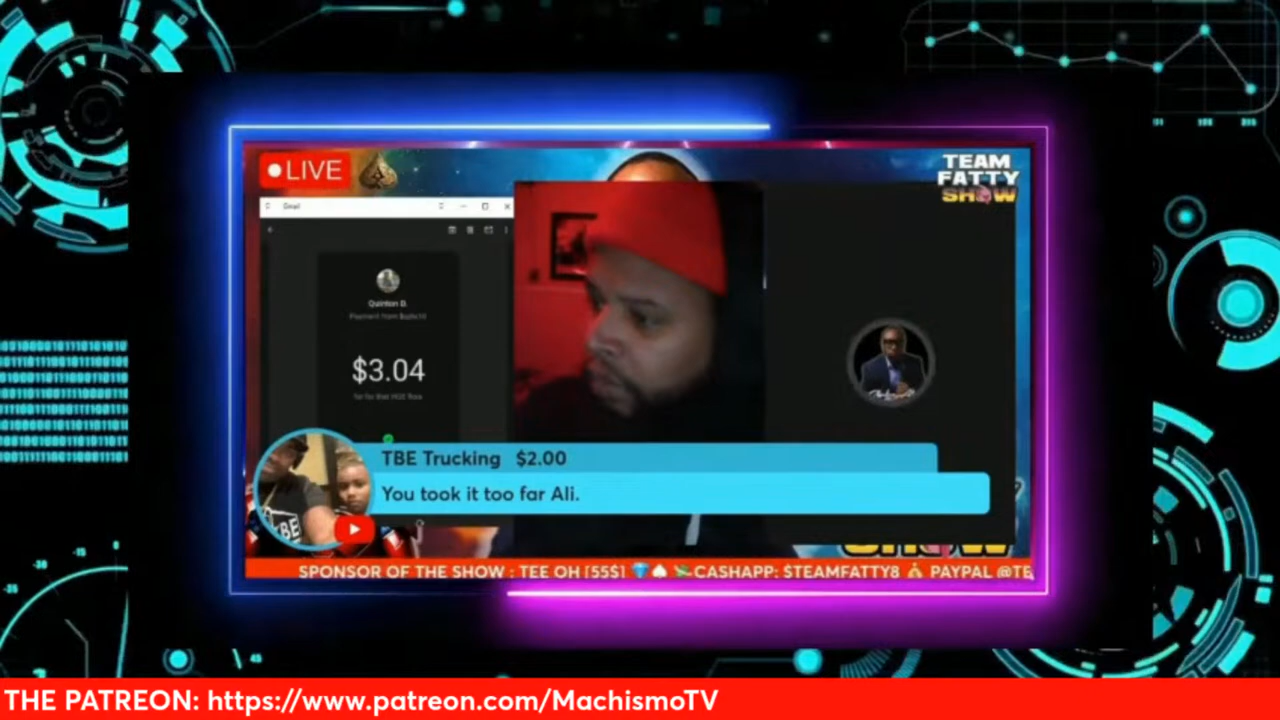 LIVE
TEAM
FATTY
SHOW
Gmail
Quinton D.
$3.04
TBE Trucking $2.00
You took it too far Ali.
SPONSOR OF THE SHOW : TEE OH [55$] 💎♠️ 💸CASHAPP: $TEAMFATTY8 💰 PAYPAL @TE
THE PATREON: https://www.patreon.com/MachismoTV